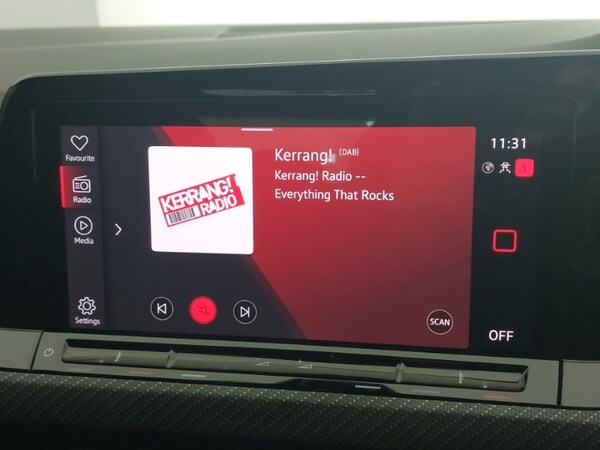 Favourite
Radio
Media
Settings
KERRANG!
RADIO
Kerrang! (DAB)
Kerrang! Radio --
Everything That Rocks
SCAN
11:31
1
OFF